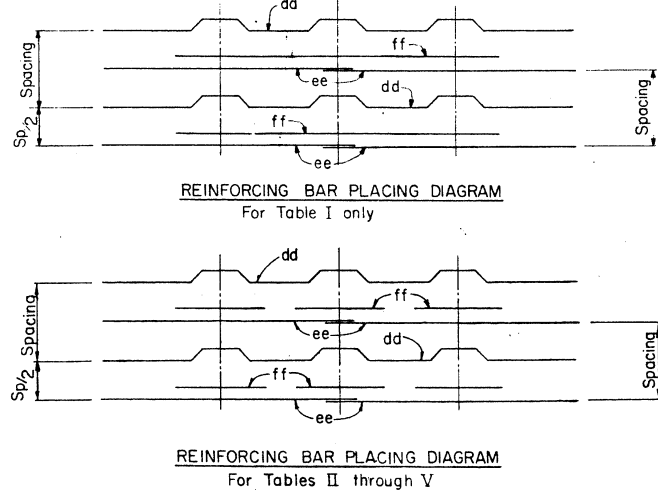 dd
ff
Spacing
ee
dd
Spacing
ff
Sp/2
ee
REINFORCING BAR PLACING DIAGRAM
For Table I only
dd
ff
Spacing
ee
dd
Spacing
ff
Sp/2
ee
REINFORCING BAR PLACING DIAGRAM
For Tables II through V